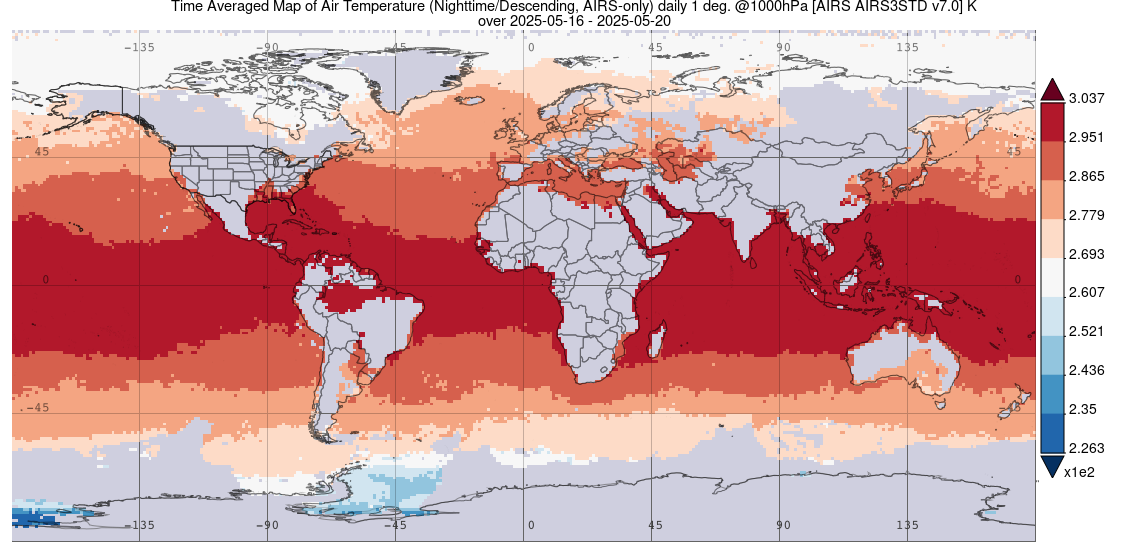 Time Averaged Map of Air Temperature (Nighttime/Descending, AIRS-only) daily 1 deg. @1000hPa [AIRS AIRS3STD v7.0] K
over 2025-05-16 - 2025-05-20
-135 -90 -45 0 45 90 135
3.037
2.951
45 45
2.865
2.779
2.693
0 0
2.607
2.521
2.436
-45
2.35
2.263
x1e2
-135 -90 -45 0 45 90 135